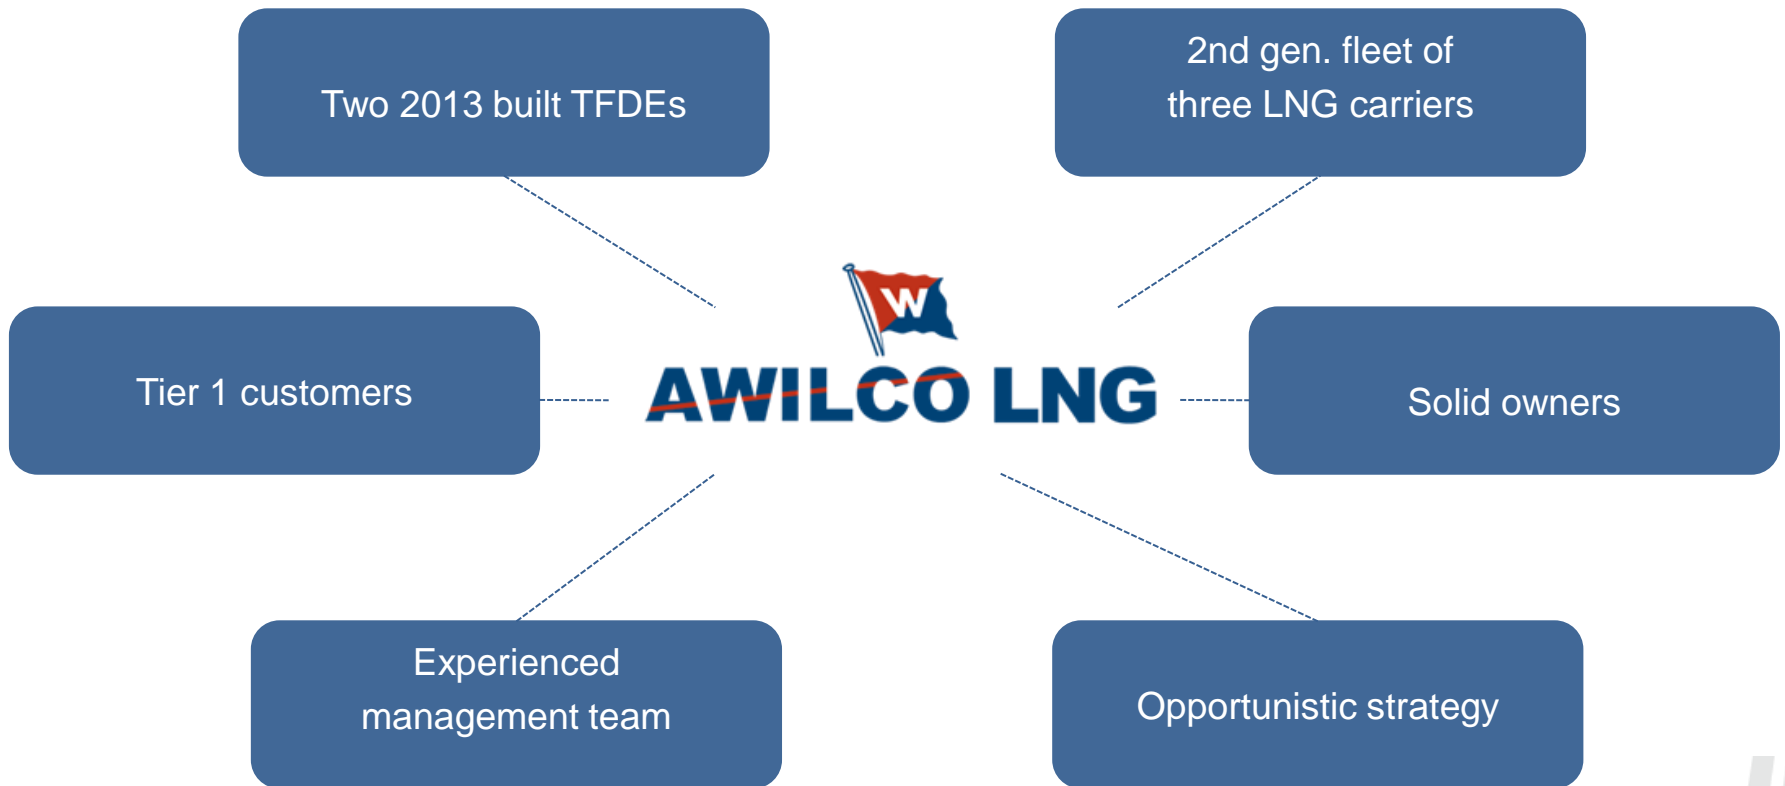 Two 2013 built TFDEs
2nd gen. fleet of
three LNG carriers
W
AWILCO LNG
Tier 1 customers
Solid owners
Experienced
management team
Opportunistic strategy